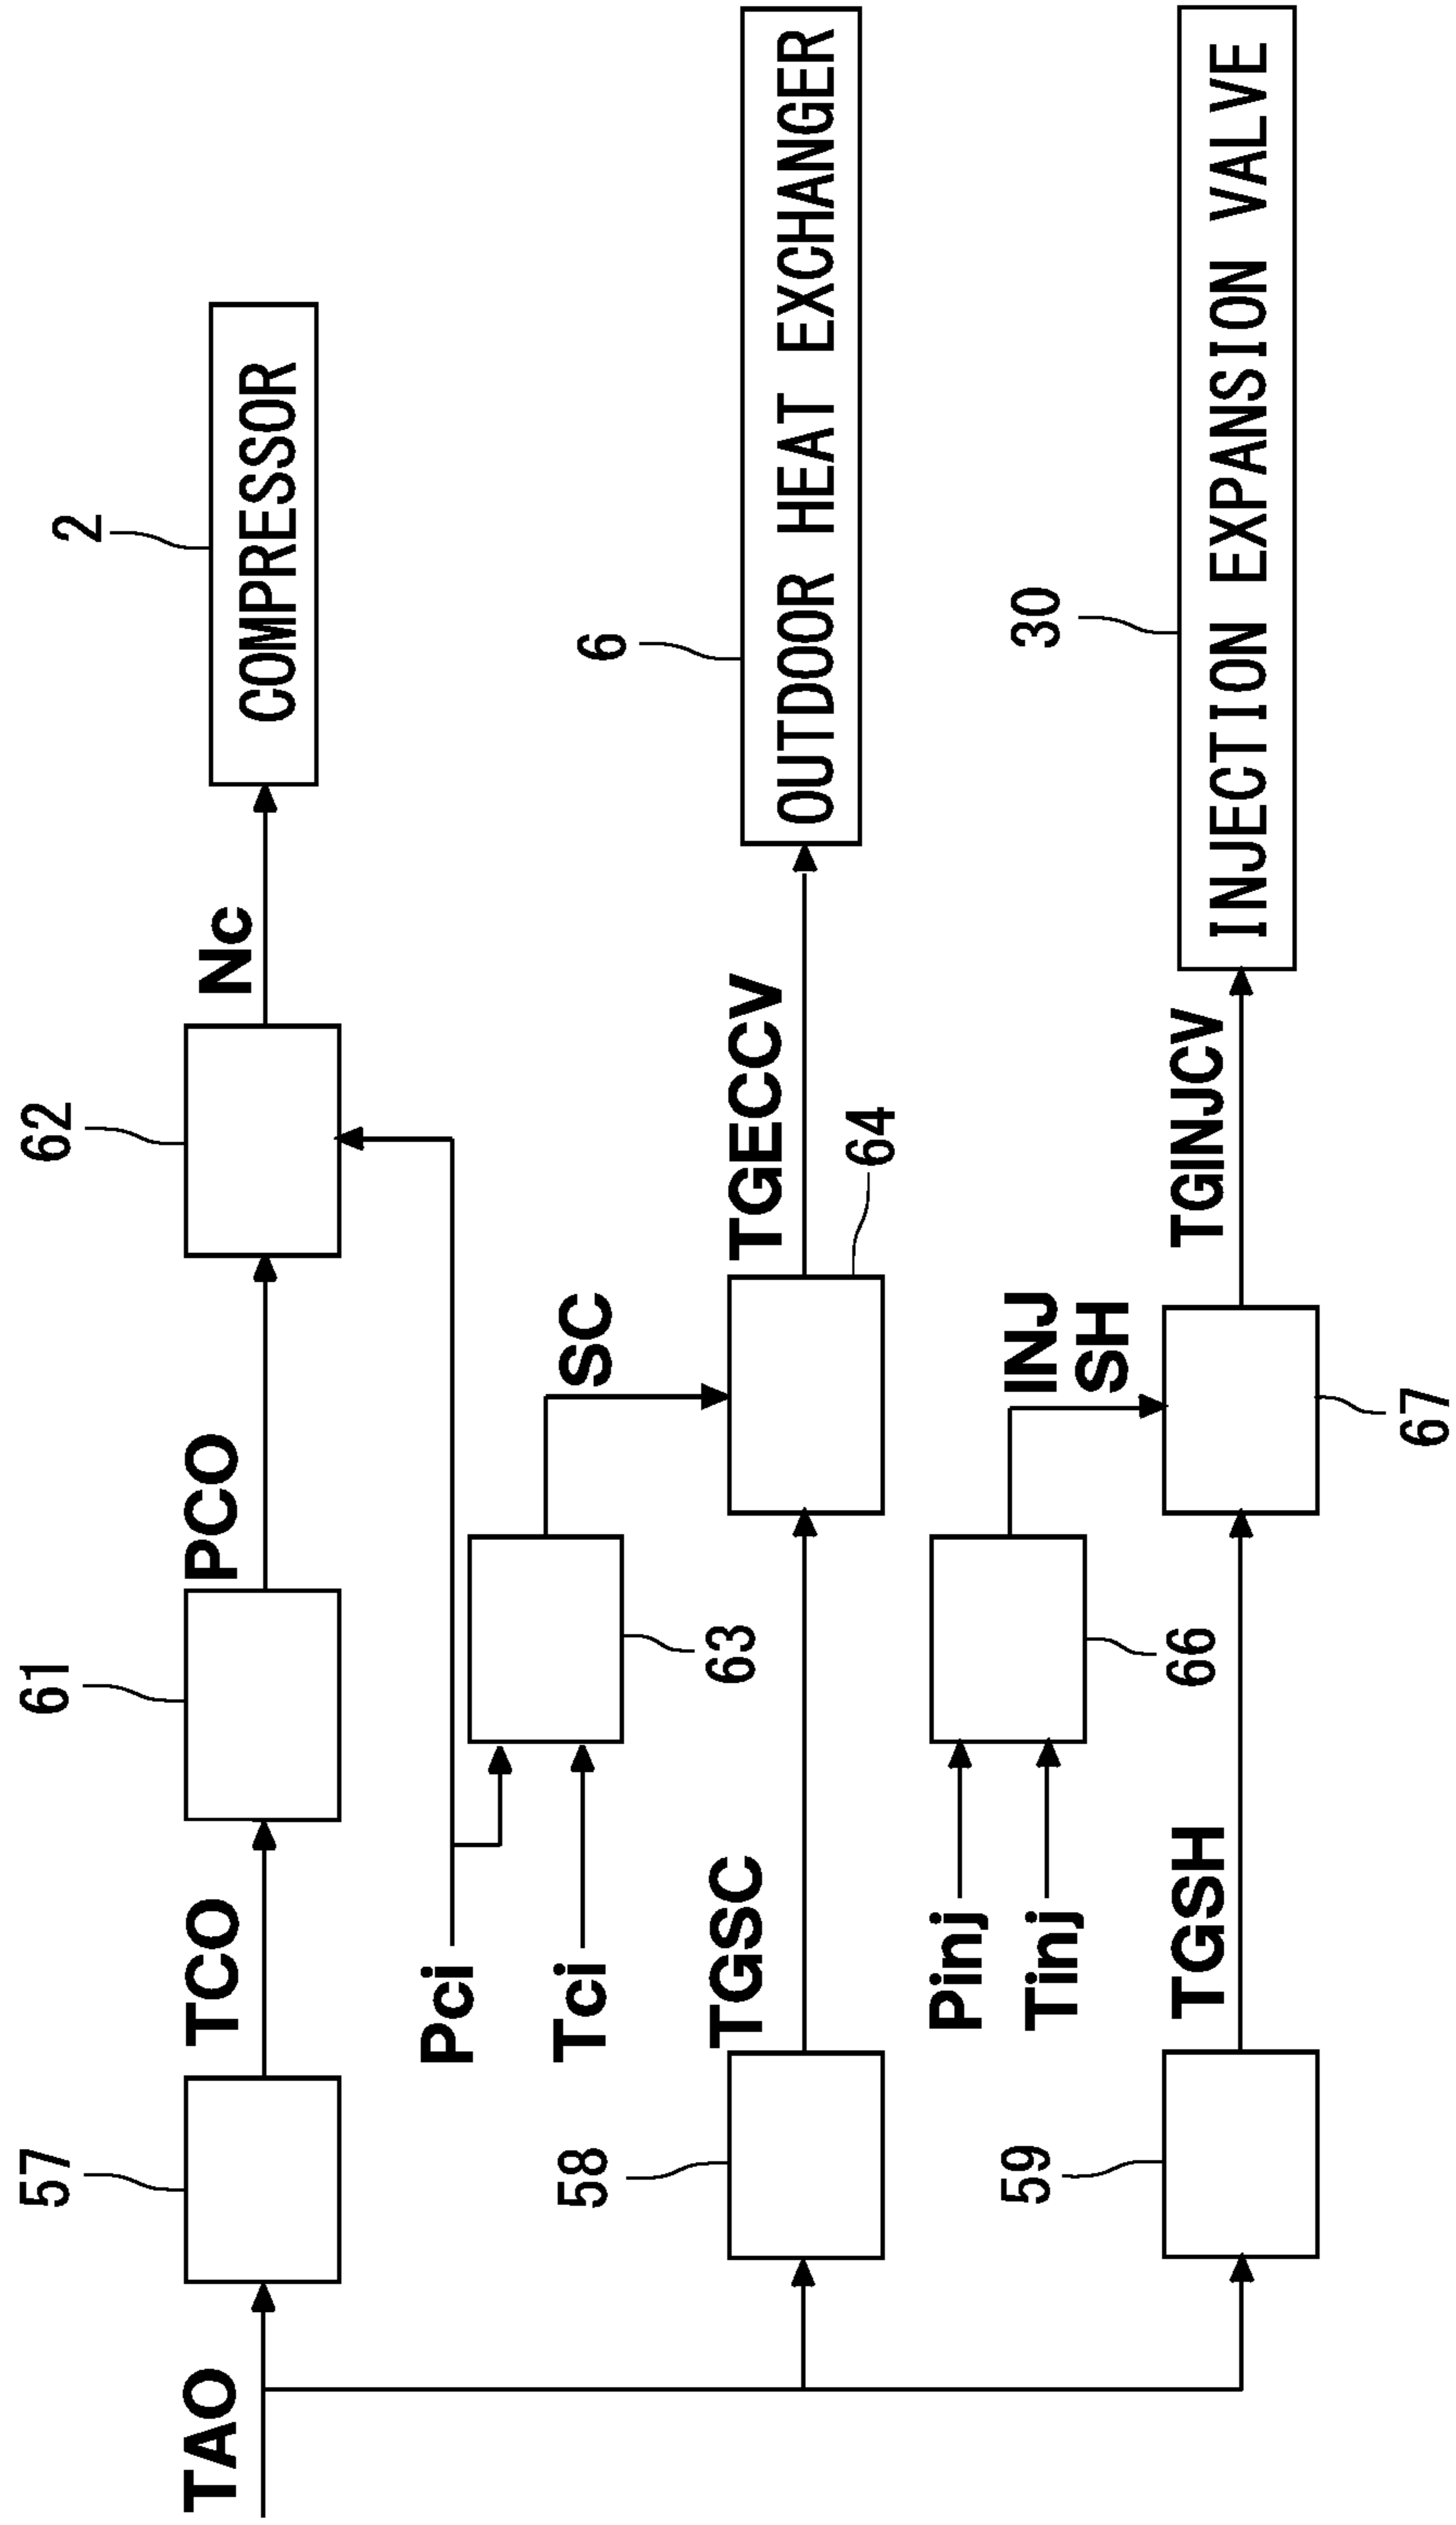 TAO
57
TCO
61
PCO
62
Nc
2
COMPRESSOR
Pci
Tci
63
SC
58
TGSC
64
TGECCV
6
OUTDOOR HEAT EXCHANGER
Pinj
Tinj
66
INJ
SH
59
TGSH
67
TGINJCV
30
INJECTION EXPANSION VALVE